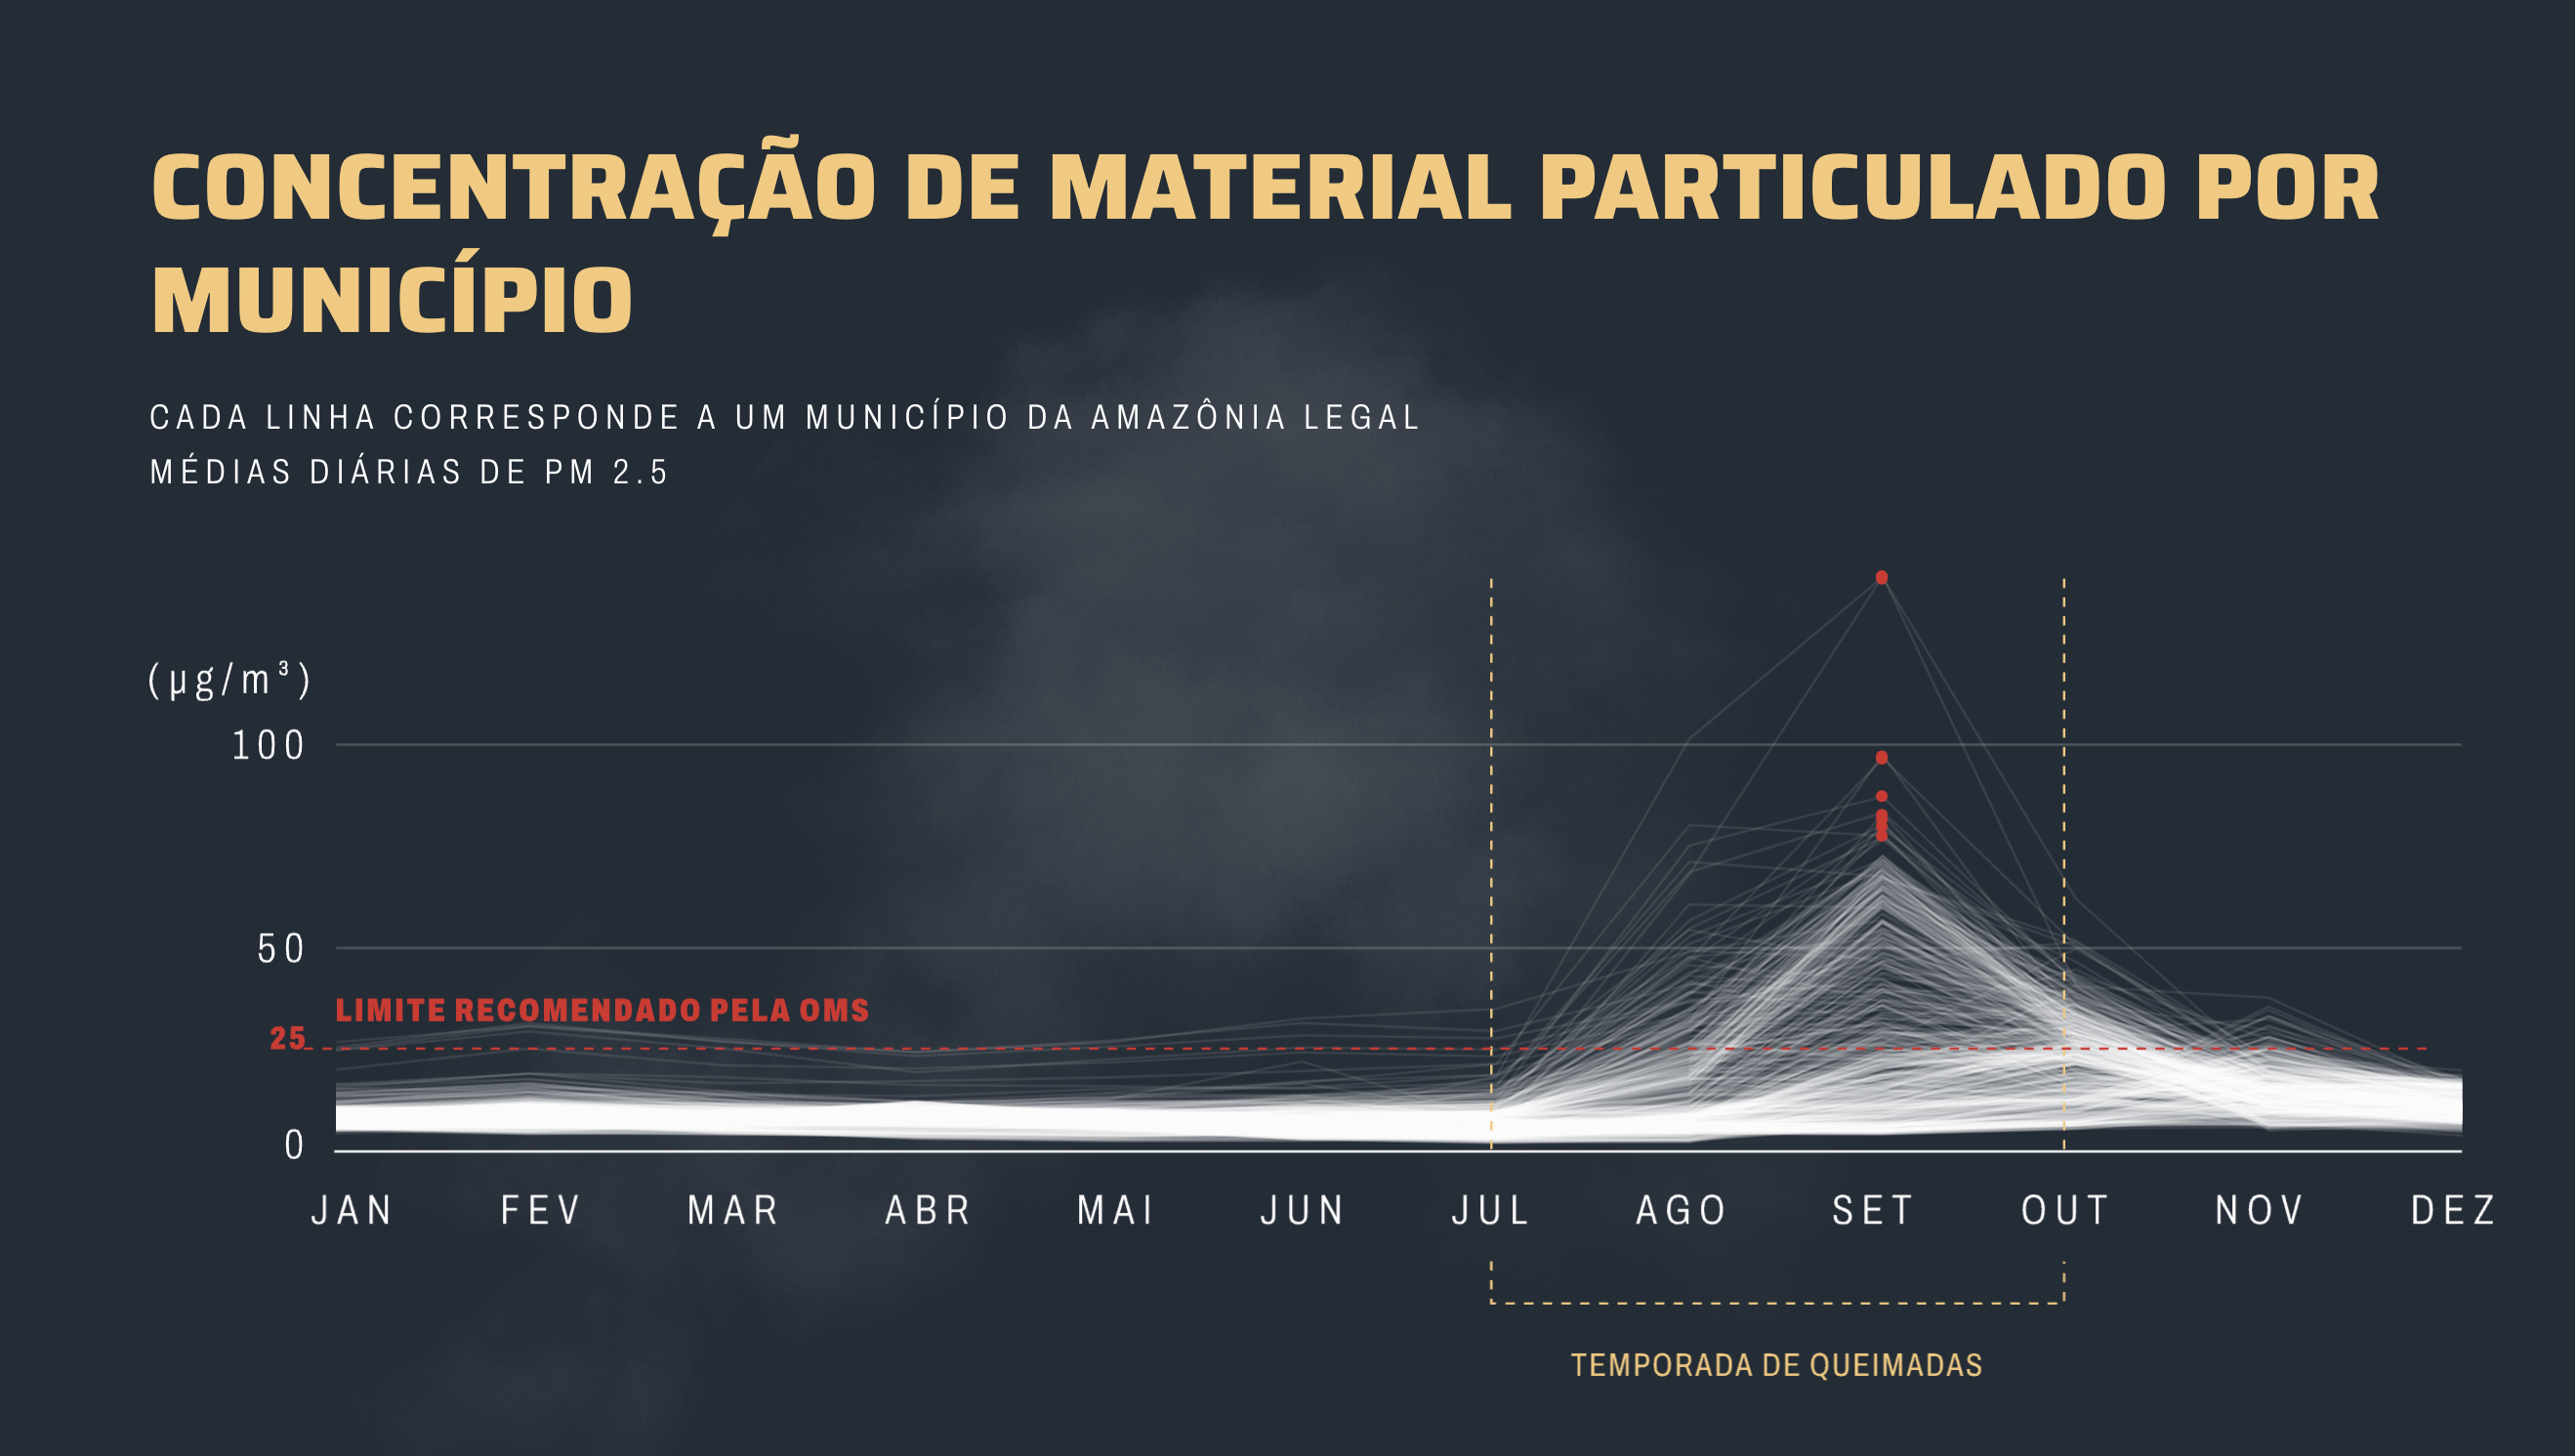 CONCENTRAÇÃO DE MATERIAL PARTICULADO POR
MUNICÍPIO
CADA LINHA CORRESPONDE A UM MUNICÍPIO DA AMAZÔNIA LEGAL
MÉDIAS DIÁRIAS DE PM 2.5
(µg/m³)
100
50
LIMITE RECOMENDADO PELA OMS
25
0
JAN FEV MAR ABR MAI JUN JUL AGO SET OUT NOV DEZ
TEMPORADA DE QUEIMADAS